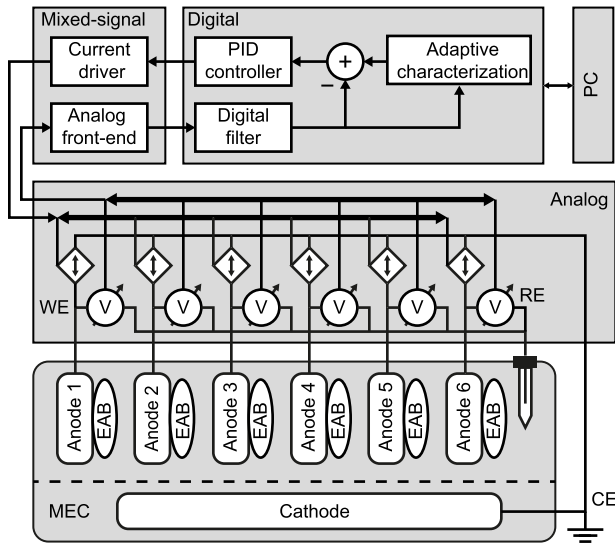 Mixed-signal
Digital
Current
driver
PID
controller
+
−
Adaptive
characterization
Analog
front-end
Digital
filter
PC
Analog
WE
V
V
V
V
V
V
RE
Anode 1
EAB
Anode 2
EAB
Anode 3
EAB
Anode 4
EAB
Anode 5
EAB
Anode 6
EAB
MEC
Cathode
CE